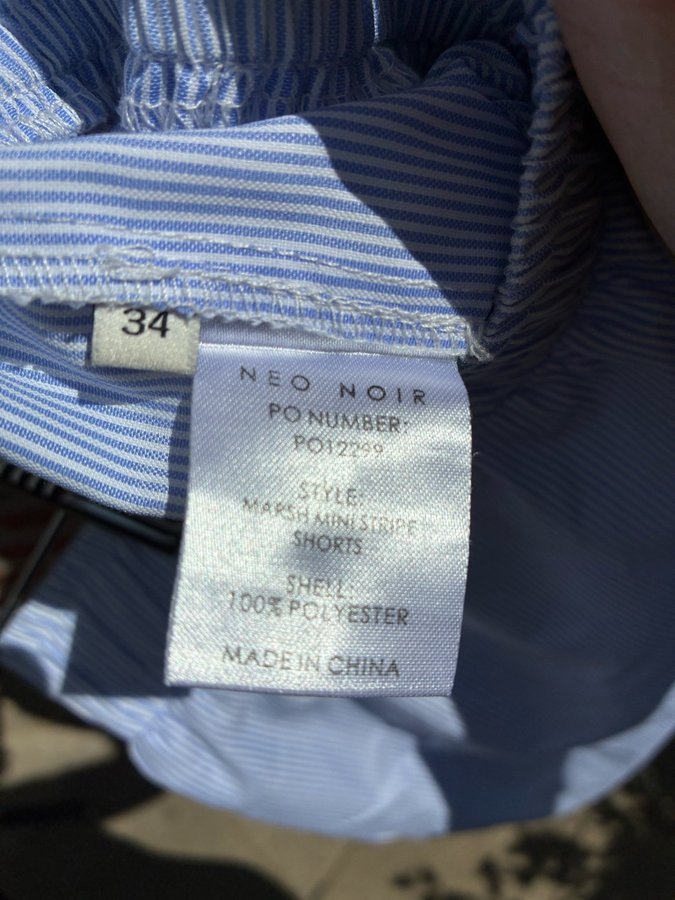 34
NEO NOIR
PO NUMBER:
PO12299
STYLE:
MARSH MINI STRIPE
SHORTS
SHELL:
100% POLYESTER
MADE IN CHINA